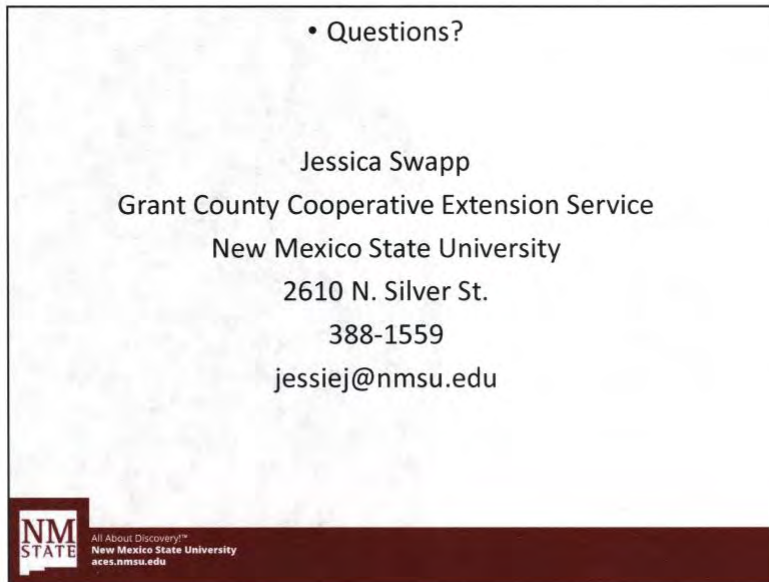 • Questions?
Jessica Swapp
Grant County Cooperative Extension Service
New Mexico State University
2610 N. Silver St.
388-1559
jessiej@nmsu.edu
NM
STATE
All About Discovery!™
New Mexico State University
aces.nmsu.edu